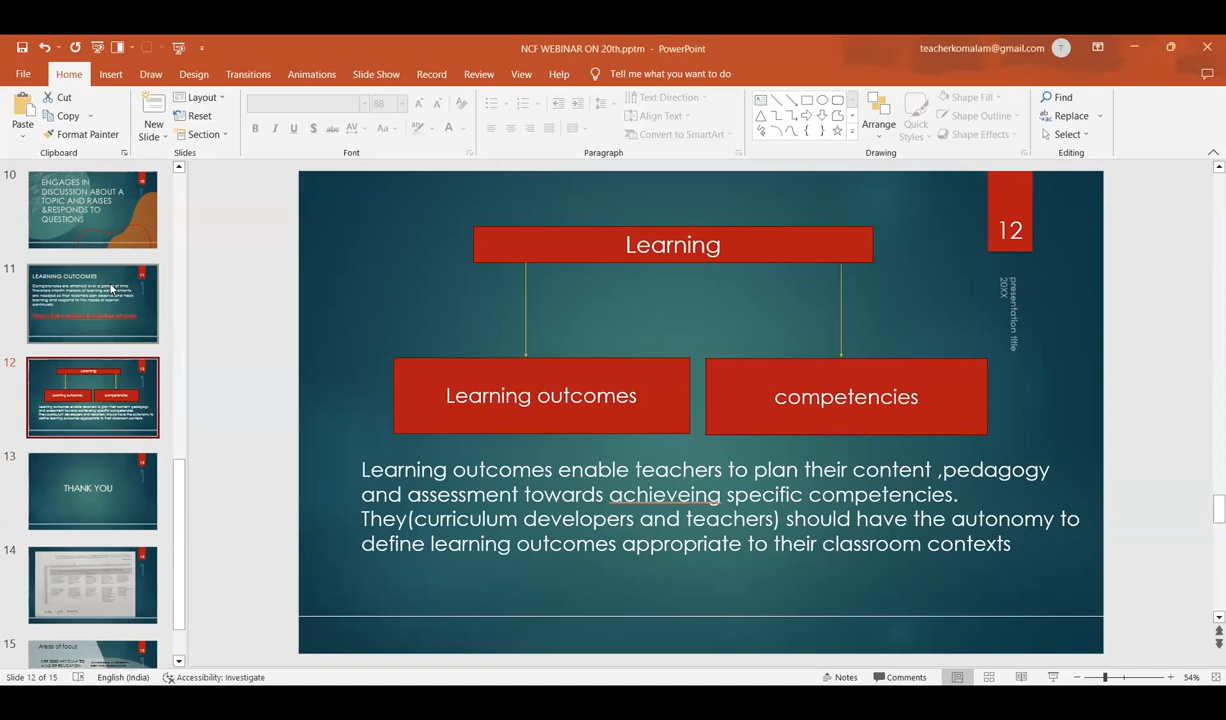 NCF WEBINAR ON 20th.pptm - PowerPoint
teacherkomalam@gmail.com
T
File Home Insert Draw Design Transitions Animations Slide Show Record Review View Help Tell me what you want to do
Paste
Cut
Copy
Format Painter
Clipboard
New
Slide
Layout
Reset
Section
Slides
88
Font
Text Direction
Align Text
Convert to SmartArt
Paragraph
Arrange
Quick
Styles
Shape Fill
Shape Outline
Shape Effects
Drawing
Find
Replace
Select
Editing
10
ENGAGES IN
DISCUSSION ABOUT A
TOPIC AND RAISES
&RESPONDS TO
QUESTIONS
11
LEARNING OUTCOMES
12
Learning
Learning outcomes
competencies
13
THANK YOU
14
15
Areas of focus
12
presentation title
20XX
Learning
Learning outcomes
competencies
Learning outcomes enable teachers to plan their content ,pedagogy
and assessment towards achieveing specific competencies.
They(curriculum developers and teachers) should have the autonomy to
define learning outcomes appropriate to their classroom contexts
Slide 12 of 15
English (India)
Accessibility: Investigate
Notes
Comments
54%